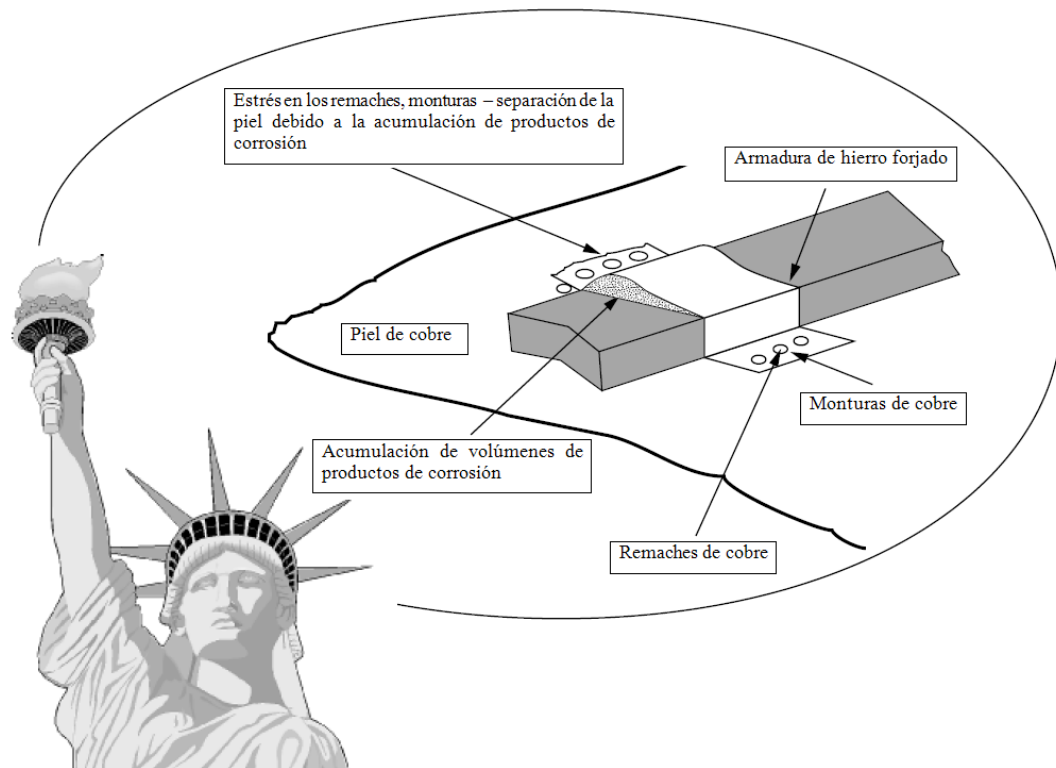 Estrés en los remaches, monturas – separación de la
piel debido a la acumulación de productos de
corrosión
Armadura de hierro forjado
Piel de cobre
Monturas de cobre
Acumulación de volúmenes de
productos de corrosión
Remaches de cobre